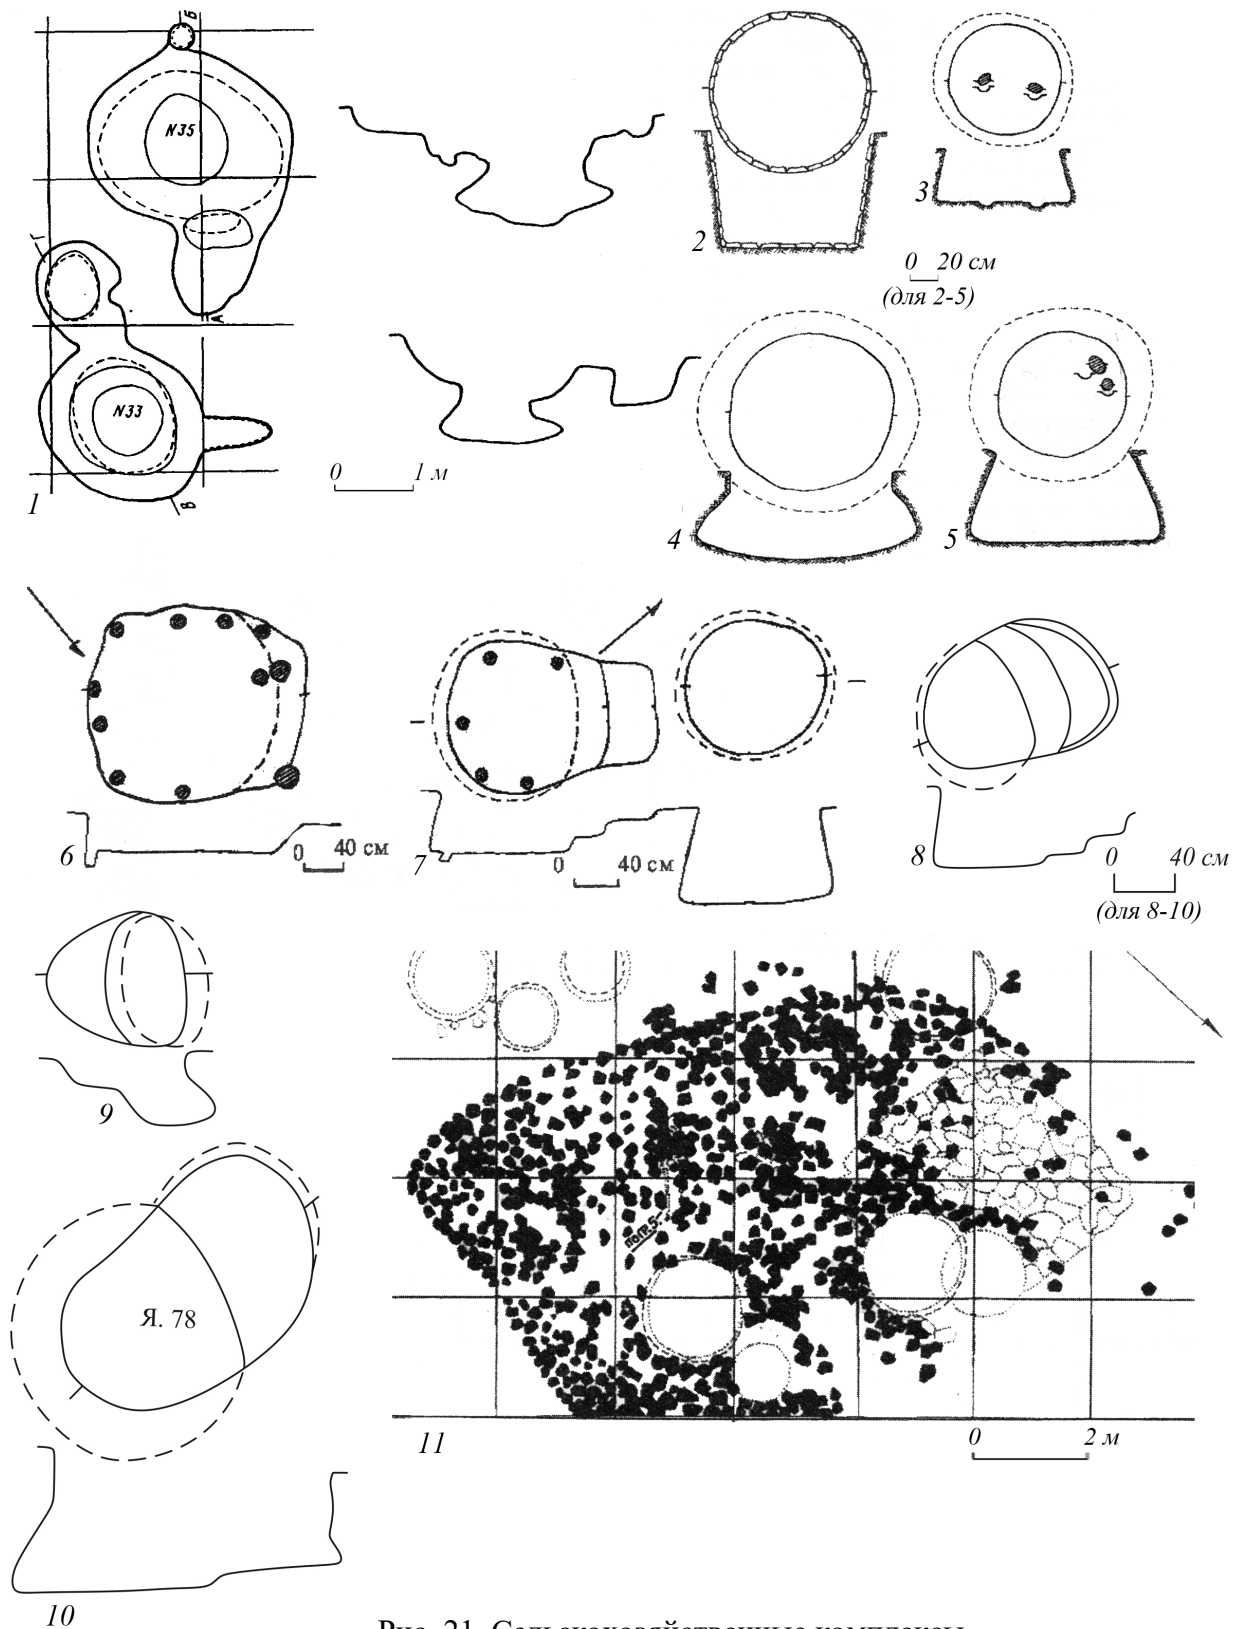 Б
N35
А
Г
N33
В
1
0 1 м
2
3
0 20 см
(для 2-5)
4
5
6
0 40 см
7
0 40 см
8
0 40 см
(для 8-10)
9
Я. 78
10
ПОГР. 5
11
0 2 м
Рис. 21. Сельскохозяйственные комплексы